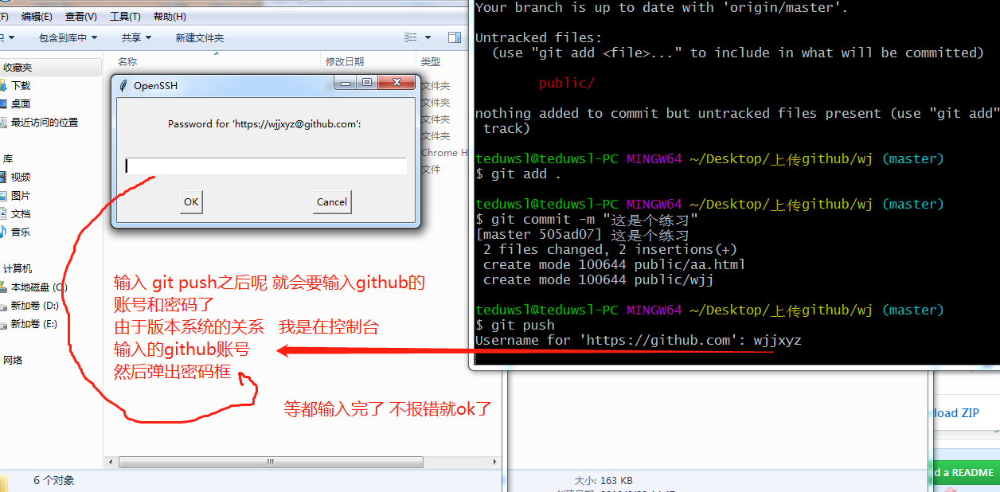 (F) 编辑(E) 查看(V) 工具(T) 帮助(H)
包含到库中 共享 新建文件夹
名称 修改日期 类型
收藏夹
下载
桌面
最近访问的位置
库
视频
图片
文档
音乐
计算机
本地磁盘 (C:)
新加卷 (D:)
新加卷 (E:)
网络
文件夹
文件夹
文件夹
文件夹
Chrome H
文件
OpenSSH
Password for 'https://wjjxyz@github.com':
OK Cancel
输入 git push之后呢 就会要输入github的
账号和密码了
由于版本系统的关系 我是在控制台
输入的github账号
然后弹出密码框
等都输入完了 不报错就ok了
6 个对象
Your branch is up to date with 'origin/master'.
Untracked files:
(use "git add <file>..." to include in what will be committed)
public/
nothing added to commit but untracked files present (use "git add"
track)
teduwsl@teduwsl-PC MINGW64 ~/Desktop/上传github/wj (master)
$ git add .
teduwsl@teduwsl-PC MINGW64 ~/Desktop/上传github/wj (master)
$ git commit -m "这是个练习"
[master 505ad07] 这是个练习
2 files changed, 2 insertions(+)
create mode 100644 public/aa.html
create mode 100644 public/wjj
teduwsl@teduwsl-PC MINGW64 ~/Desktop/上传github/wj (master)
$ git push
Username for 'https://github.com': wjjxyz
load ZIP
d a README
大小: 163 KB